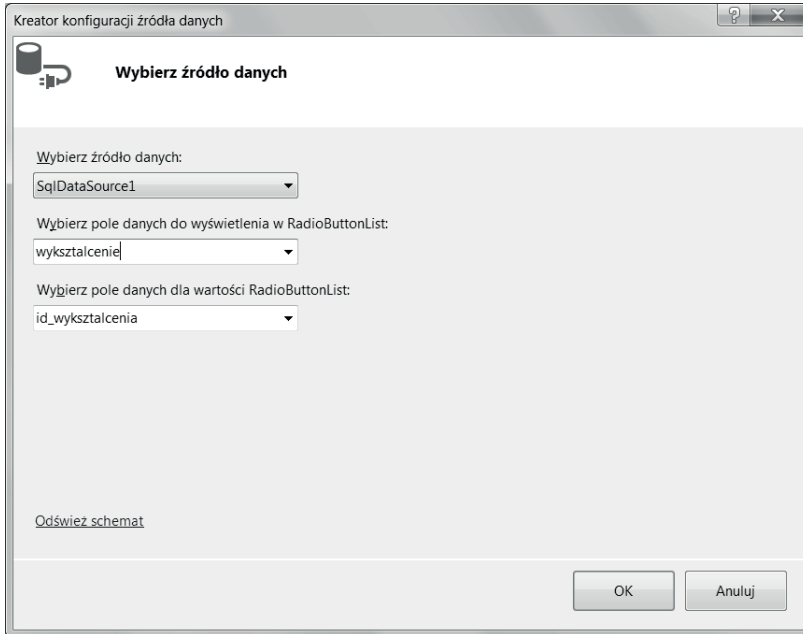 Kreator konfiguracji źródła danych
Wybierz źródło danych
Wybierz źródło danych:
SqlDataSource1
Wybierz pole danych do wyświetlenia w RadioButtonList:
wyksztalcenie
Wybierz pole danych dla wartości RadioButtonList:
id_wyksztalcenia
Odśwież schemat
OK
Anuluj